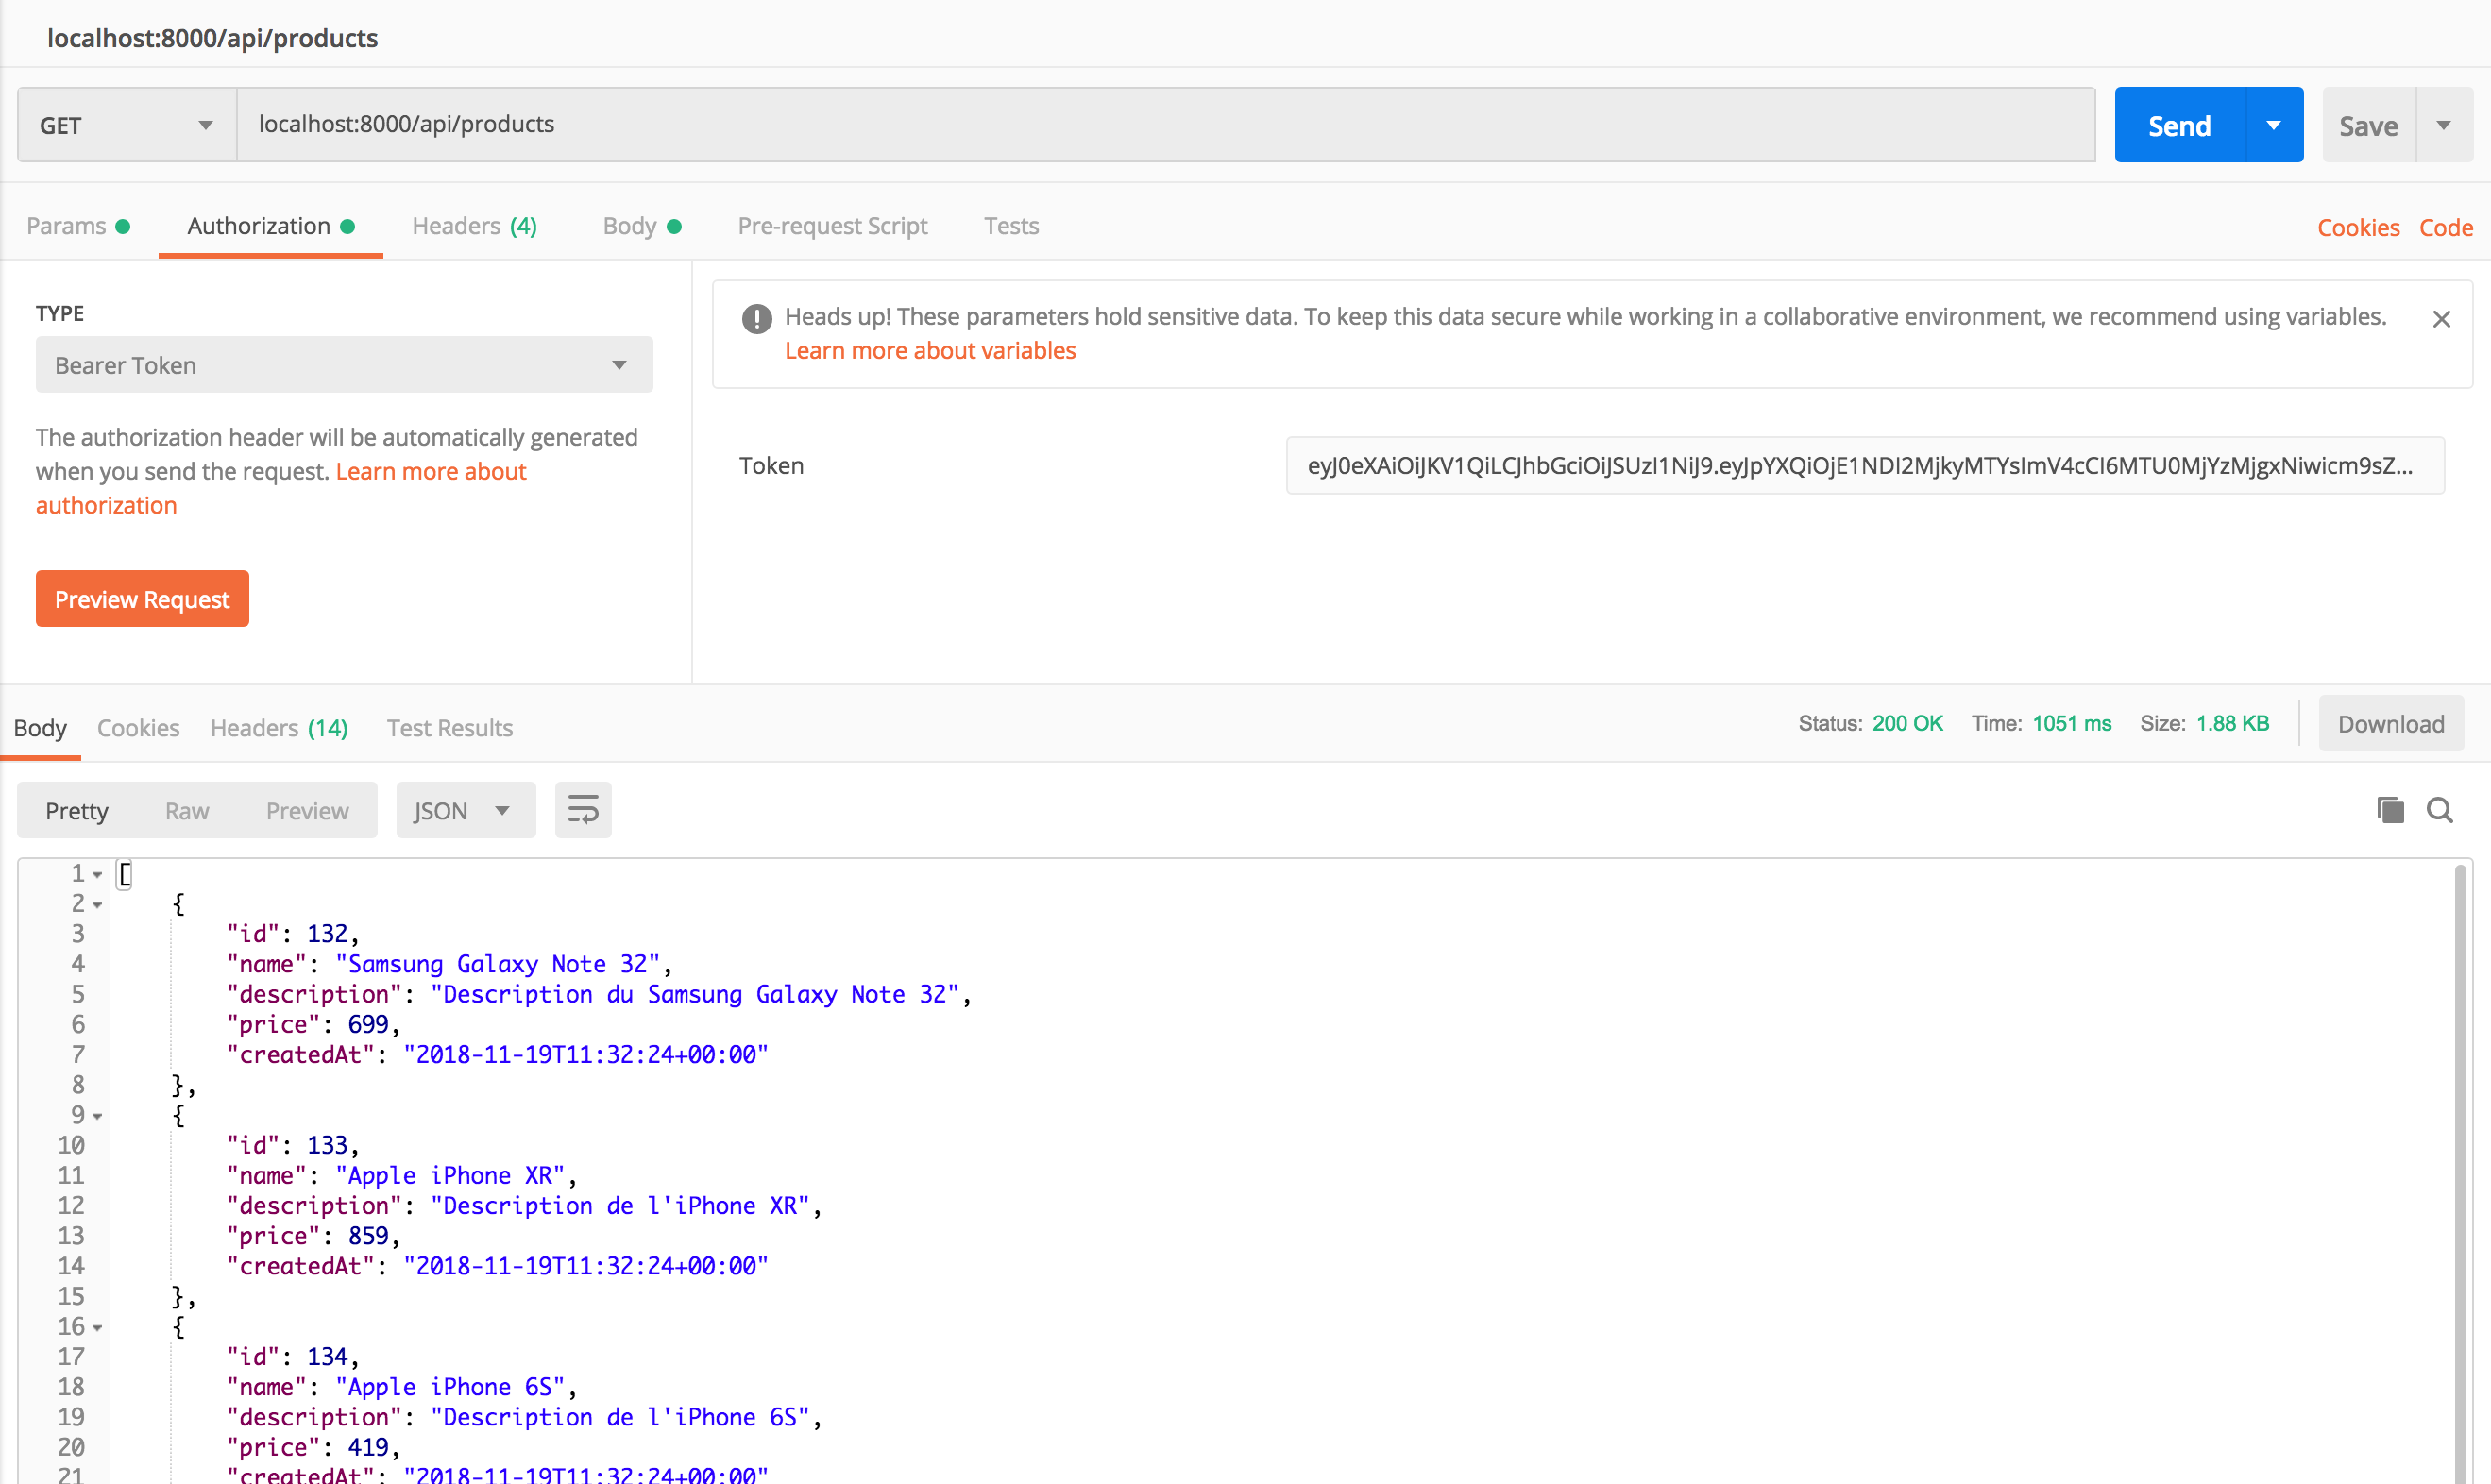 localhost:8000/api/products
GET localhost:8000/api/products Send Save
Params Authorization Headers (4) Body Pre-request Script Tests Cookies Code
TYPE
Bearer Token
The authorization header will be automatically generated
when you send the request. Learn more about
authorization
Preview Request
Heads up! These parameters hold sensitive data. To keep this data secure while working in a collaborative environment, we recommend using variables.
Learn more about variables
Token eyJ0eXAiOiJKV1QiLCJhbGciOiJSUzI1NiJ9.eyJpYXQiOjE1NDI2MjkyMTYsImV4cCI6MTU0MjYzMjgxNiwicm9sZ...
Body Cookies Headers (14) Test Results Status: 200 OK Time: 1051 ms Size: 1.88 KB Download
Pretty Raw Preview JSON
1 [
2 {
3 "id": 132,
4 "name": "Samsung Galaxy Note 32",
5 "description": "Description du Samsung Galaxy Note 32",
6 "price": 699,
7 "createdAt": "2018-11-19T11:32:24+00:00"
8 },
9 {
10 "id": 133,
11 "name": "Apple iPhone XR",
12 "description": "Description de l'iPhone XR",
13 "price": 859,
14 "createdAt": "2018-11-19T11:32:24+00:00"
15 },
16 {
17 "id": 134,
18 "name": "Apple iPhone 6S",
19 "description": "Description de l'iPhone 6S",
20 "price": 419,
21 "createdAt": "2018-11-19T11:32:24+00:00"